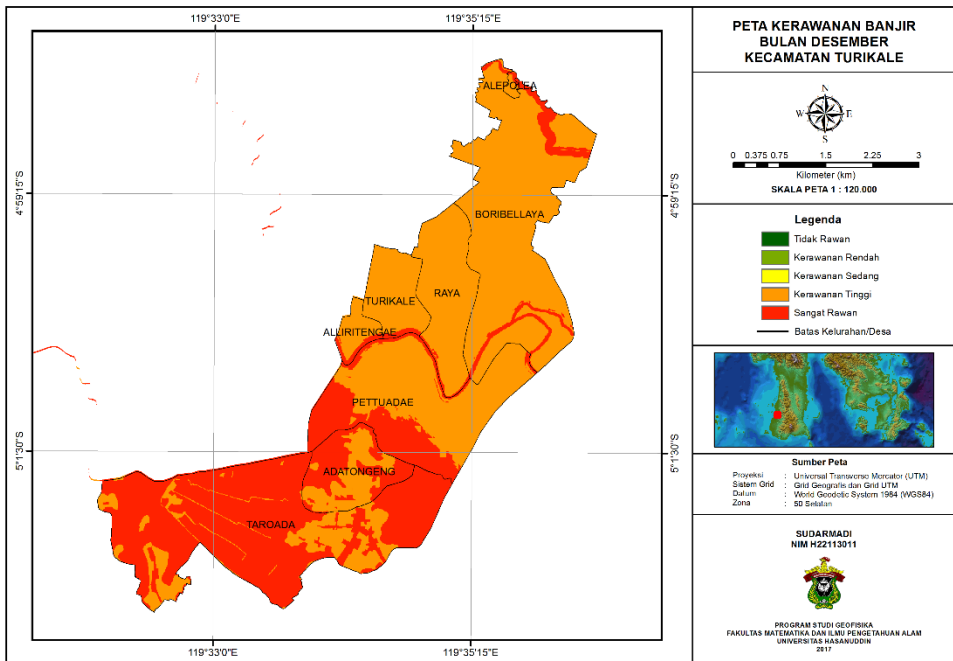 119°33'0"E
119°35'15"E
4°59'15"S
4°59'15"S
5°1'30"S
5°1'30"S
119°33'0"E
119°35'15"E
ALEPOLEA
BORIBELLAYA
RAYA
TURIKALE
ALLIRITENGAE
PETTUADAE
ADATONGENG
TAROADA
PETA KERAWANAN BANJIR
BULAN DESEMBER
KECAMATAN TURIKALE
N
W E
S
0 0.375 0.75 1.5 2.25 3
Kilometer (km)
SKALA PETA 1 : 120.000
Legenda
Tidak Rawan
Kerawanan Rendah
Kerawanan Sedang
Kerawanan Tinggi
Sangat Rawan
Batas Kelurahan/Desa
Sumber Peta
Proyeksi : Universal Transverse Mercator (UTM)
Sistem Grid : Grid Geografis dan Grid UTM
Datum : World Geodetic System 1984 (WGS84)
Zona : 50 Selatan
SUDARMADI
NIM H22113011
PROGRAM STUDI GEOFISIKA
FAKULTAS MATEMATIKA DAN ILMU PENGETAHUAN ALAM
UNIVERSITAS HASANUDDIN
2017